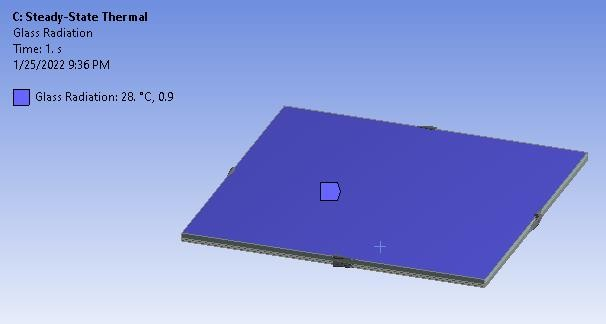 C: Steady-State Thermal
Glass Radiation
Time: 1. s
1/25/2022 9:36 PM
Glass Radiation: 28. °C, 0.9